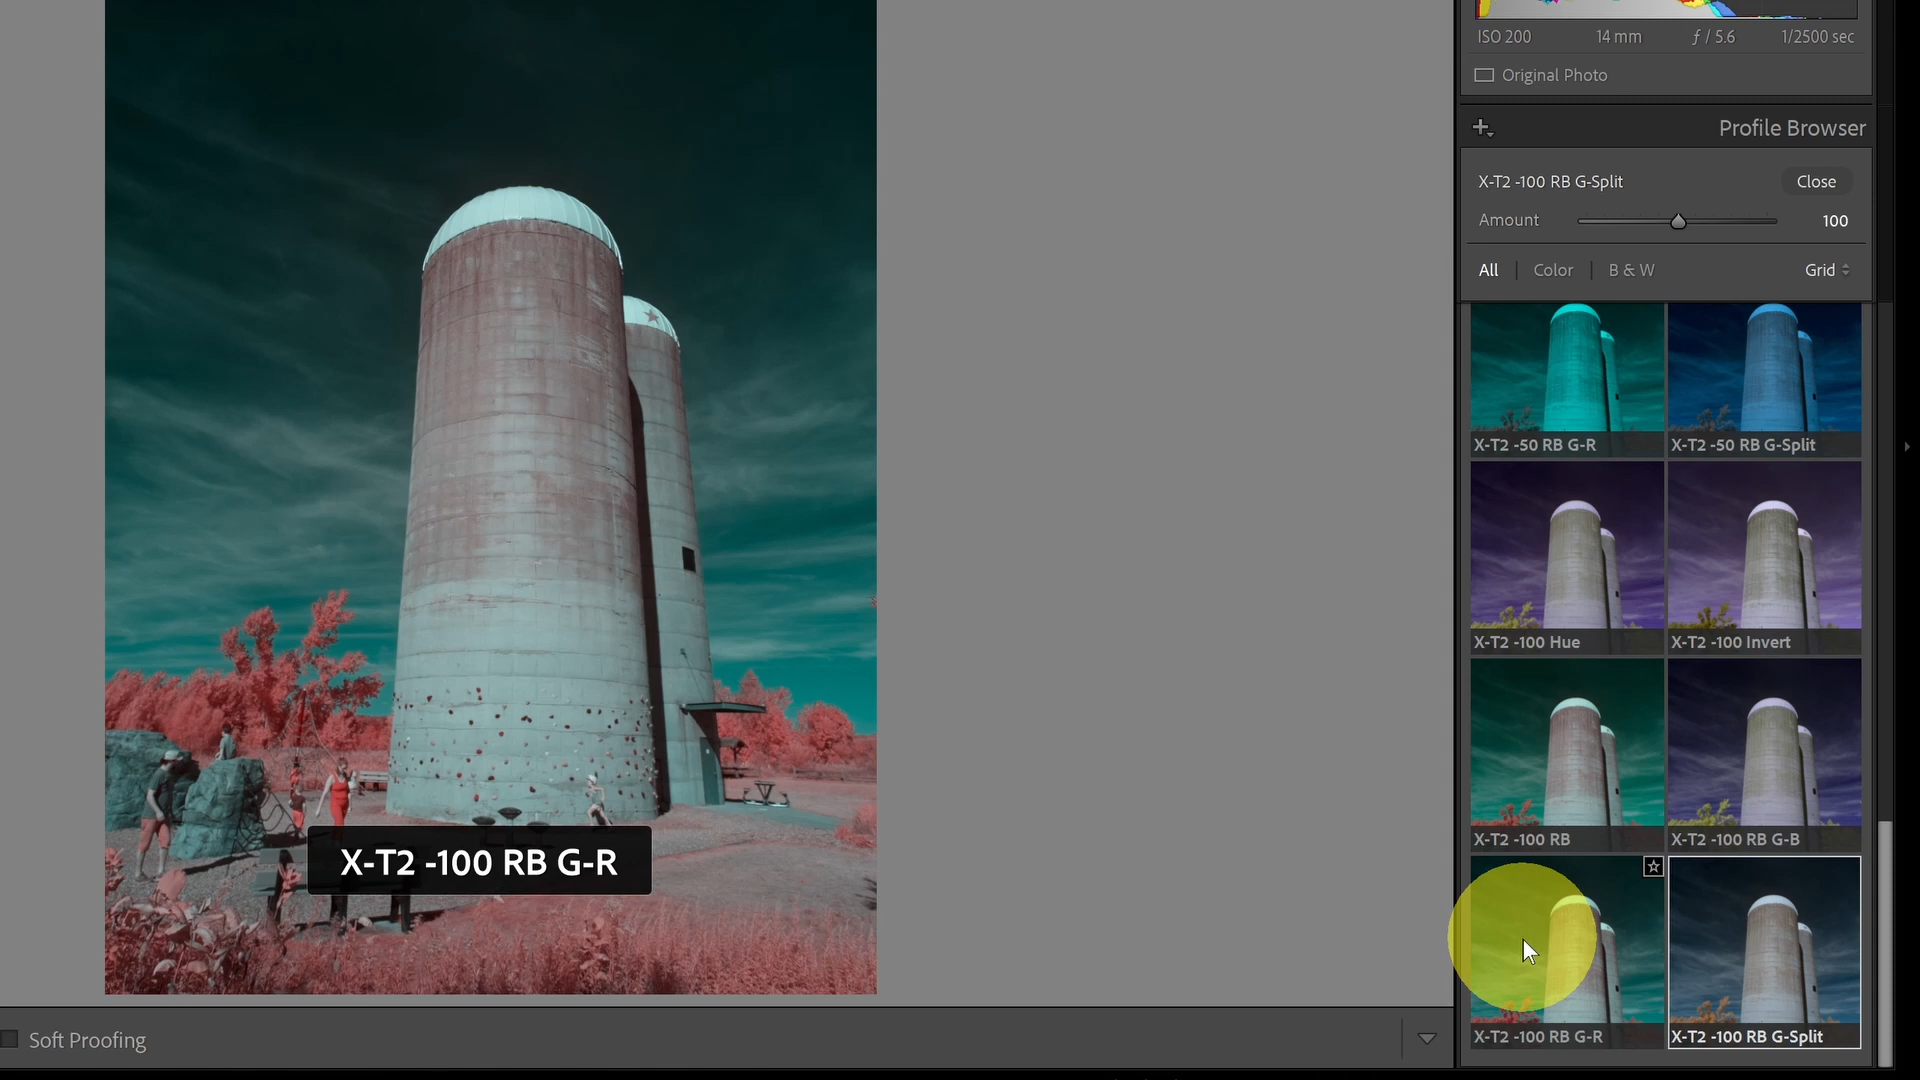 ISO 200 14 mm ƒ / 5.6 1/2500 sec
Original Photo
Profile Browser
X-T2 -100 RB G-Split Close
Amount 100
All Color B & W Grid
X-T2 -50 RB G-R X-T2 -50 RB G-Split
X-T2 -100 Hue X-T2 -100 Invert
X-T2 -100 RB X-T2 -100 RB G-B
X-T2 -100 RB G-R X-T2 -100 RB G-Split
X-T2 -100 RB G-R
Soft Proofing